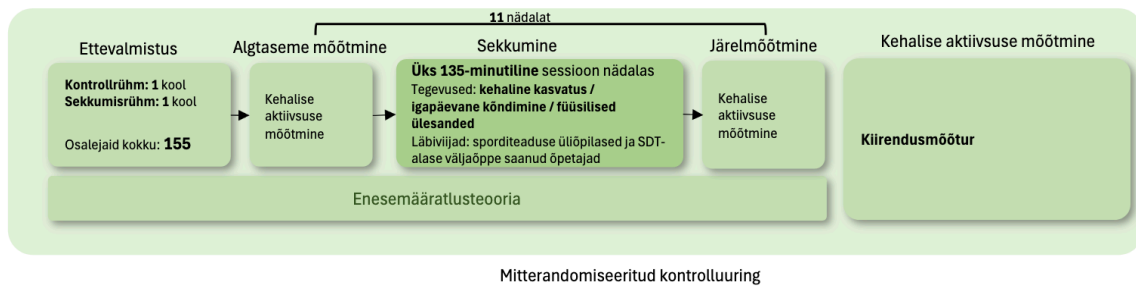 11 nädalat
Ettevalmistus
Algtaseme mõõtmine
Sekkumine
Järelmõõtmine
Kehalise aktiivsuse mõõtmine
Kontrollrühm: 1 kool
Sekkumisrühm: 1 kool
Osalejaid kokku: 155
Kehalise
aktiivsuse
mõõtmine
Üks 135-minutiline sessioon nädalas
Tegevused: kehaline kasvatus /
igapäevane kõndimine / füüsilised
ülesanded
Läbiviijad: sporditeaduse üliõpilased ja SDT-
alase väljaõppe saanud õpetajad
Kehalise
aktiivsuse
mõõtmine
Kiirendusmõõtur
Enesemääratlusteooria
Mitterandomiseeritud kontrolluuring